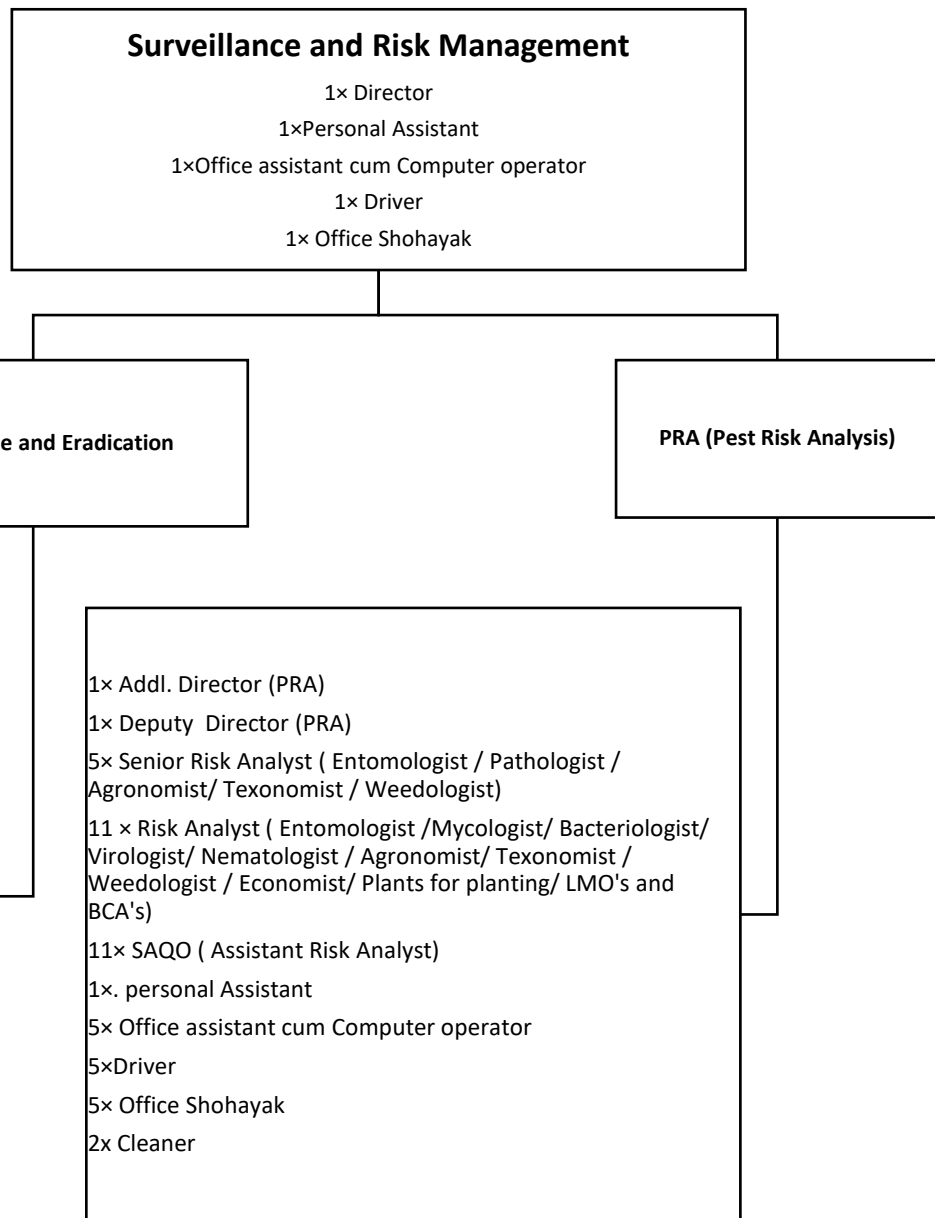 Surveillance and Risk Management
1× Director
1×Personal Assistant
1×Office assistant cum Computer operator
1× Driver
1× Office Shohayak
e and Eradication
PRA (Pest Risk Analysis)
1× Addl. Director (PRA)
1× Deputy  Director (PRA)
5× Senior Risk Analyst ( Entomologist / Pathologist /
Agronomist/ Texonomist / Weedologist)
11 × Risk Analyst ( Entomologist /Mycologist/ Bacteriologist/
Virologist/ Nematologist / Agronomist/ Texonomist /
Weedologist / Economist/ Plants for planting/ LMO's and
BCA's)
11× SAQO ( Assistant Risk Analyst)
1×. personal Assistant
5× Office assistant cum Computer operator
5×Driver
5× Office Shohayak
2x Cleaner